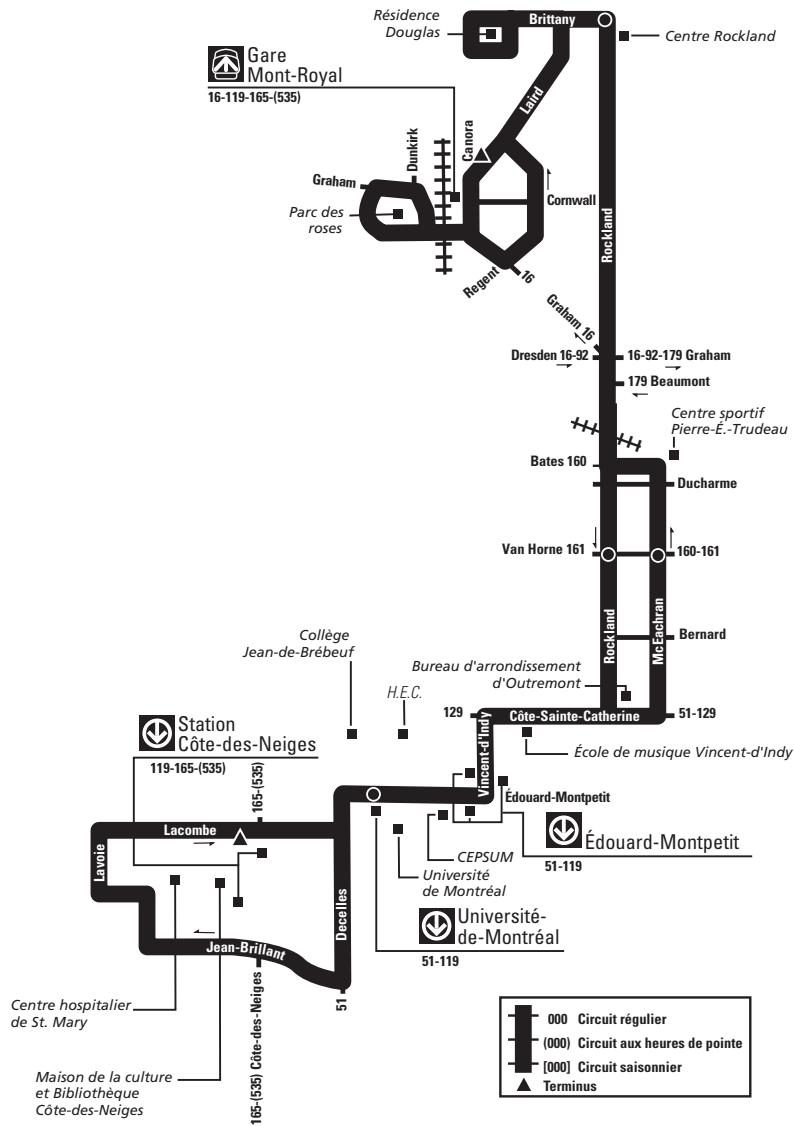 Résidence
Douglas
Brittany
Centre Rockland
Gare
Mont-Royal
16-119-165-(535)
Laird
Canora
Dunkirk
Graham
Parc des
roses
Cornwall
Regent
16
Rockland
Graham 16
Dresden 16-92
16-92-179 Graham
179 Beaumont
Centre sportif
Pierre-É.-Trudeau
Bates 160
Ducharme
Van Horne 161
160-161
Rockland
McEachran
Bernard
Collège
Jean-de-Brébeuf
Bureau d'arrondissement
d'Outremont
H.E.C.
129
Côte-Sainte-Catherine
51-129
Station
Côte-des-Neiges
119-165-(535)
165-(535)
Vincent-d'Indy
École de musique Vincent-d'Indy
Édouard-Montpetit
Édouard-Montpetit
51-119
Lacombe
Lavoie
CEPSUM
Université
de Montréal
Decelles
Université-
de-Montréal
51-119
Jean-Brillant
51
165-(535) Côte-des-Neiges
Centre hospitalier
de St. Mary
Maison de la culture
et Bibliothèque
Côte-des-Neiges
000 Circuit régulier
(000) Circuit aux heures de pointe
[000] Circuit saisonnier
Terminus